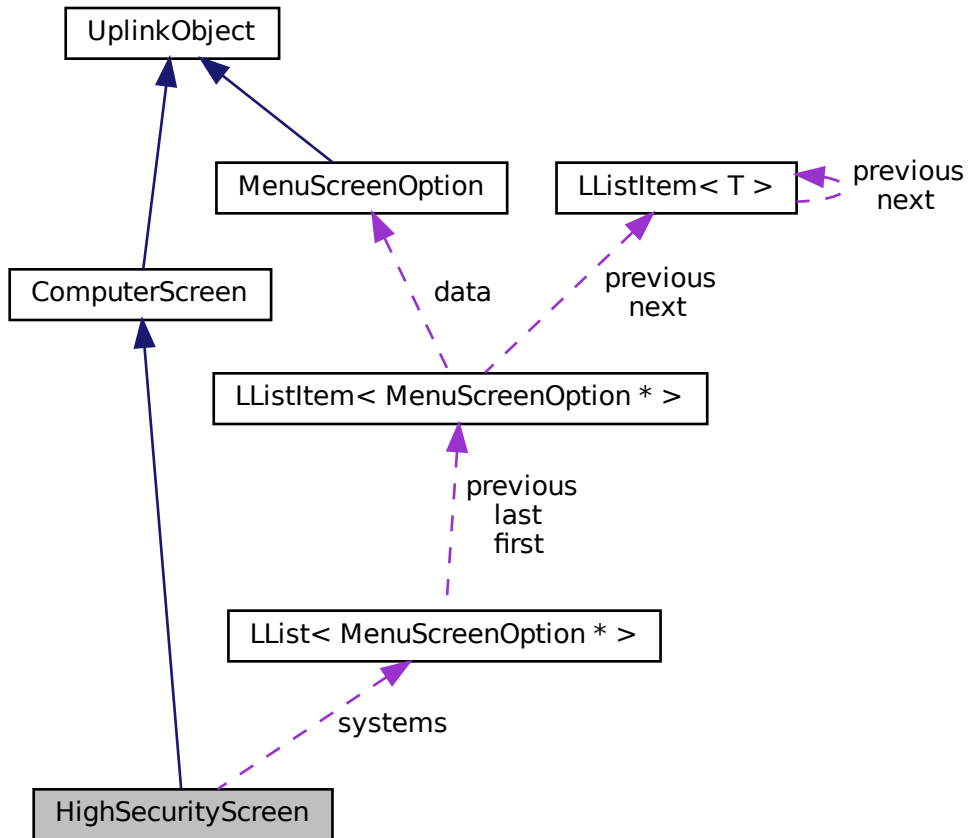 UplinkObject
MenuScreenOption
LListItem< T >
previous
next
ComputerScreen
data
previous
next
LListItem< MenuScreenOption * >
previous
last
first
LList< MenuScreenOption * >
systems
HighSecurityScreen